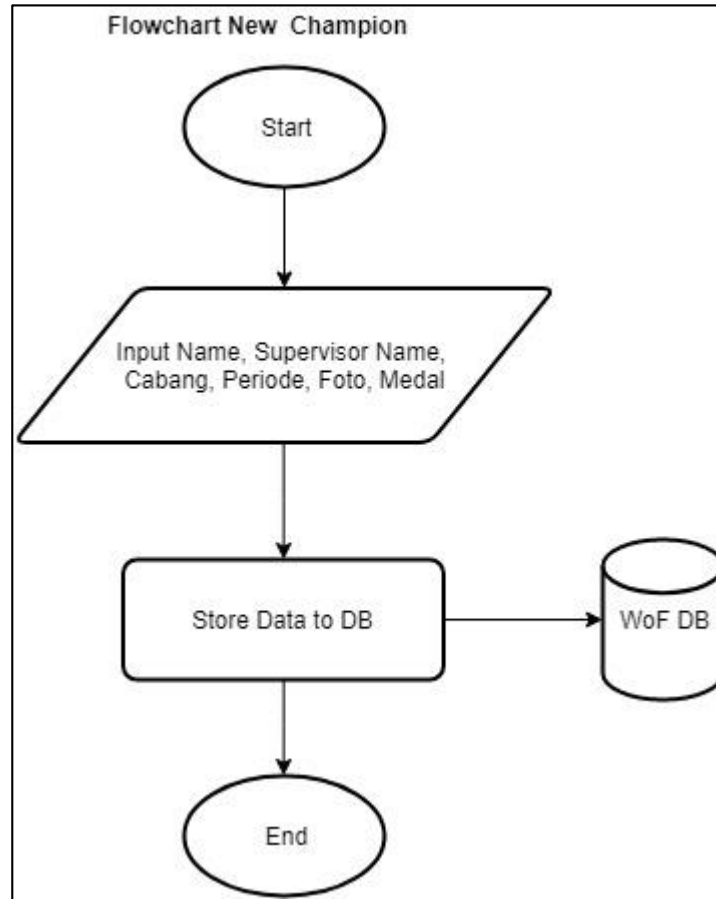 Flowchart New Champion
Start
Input Name, Supervisor Name,
Cabang, Periode, Foto, Medal
Store Data to DB
WoF DB
End